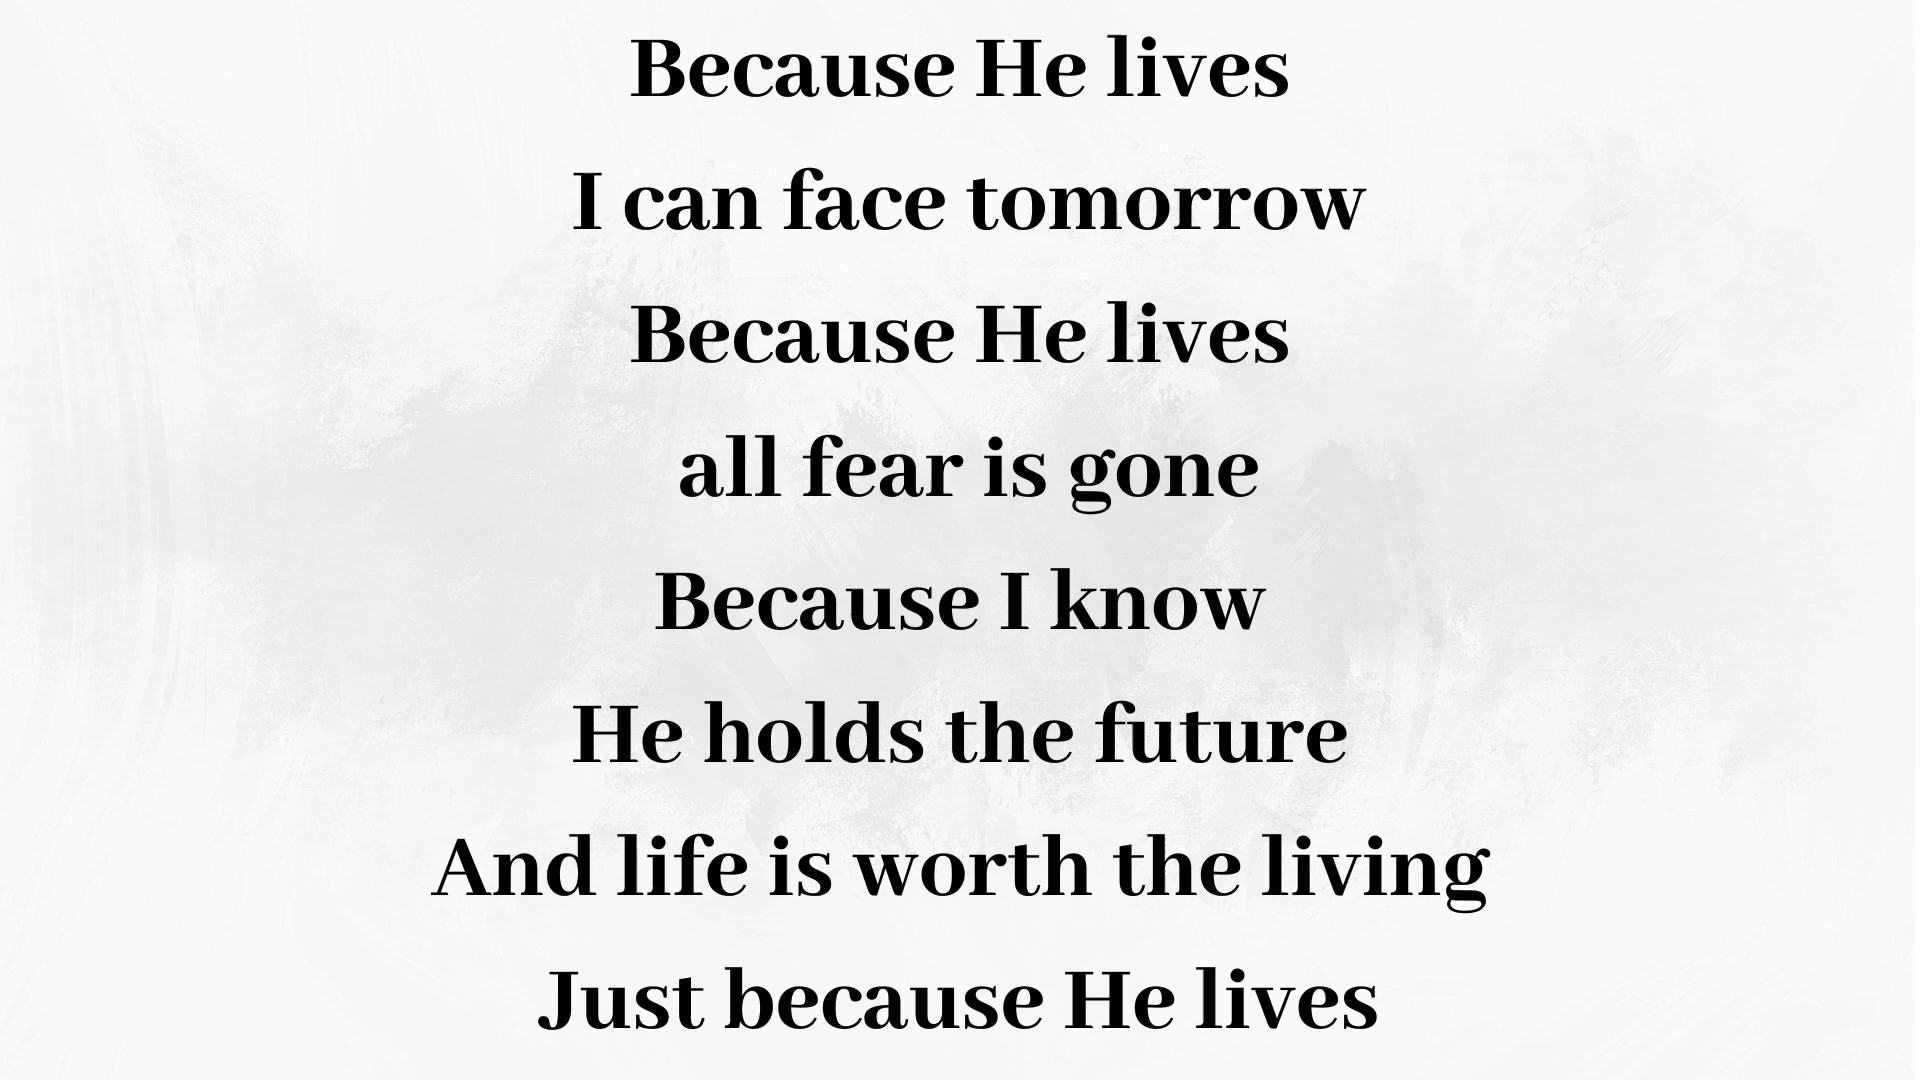 Because He lives
I can face tomorrow
Because He lives
all fear is gone
Because I know
He holds the future
And life is worth the living
Just because He lives